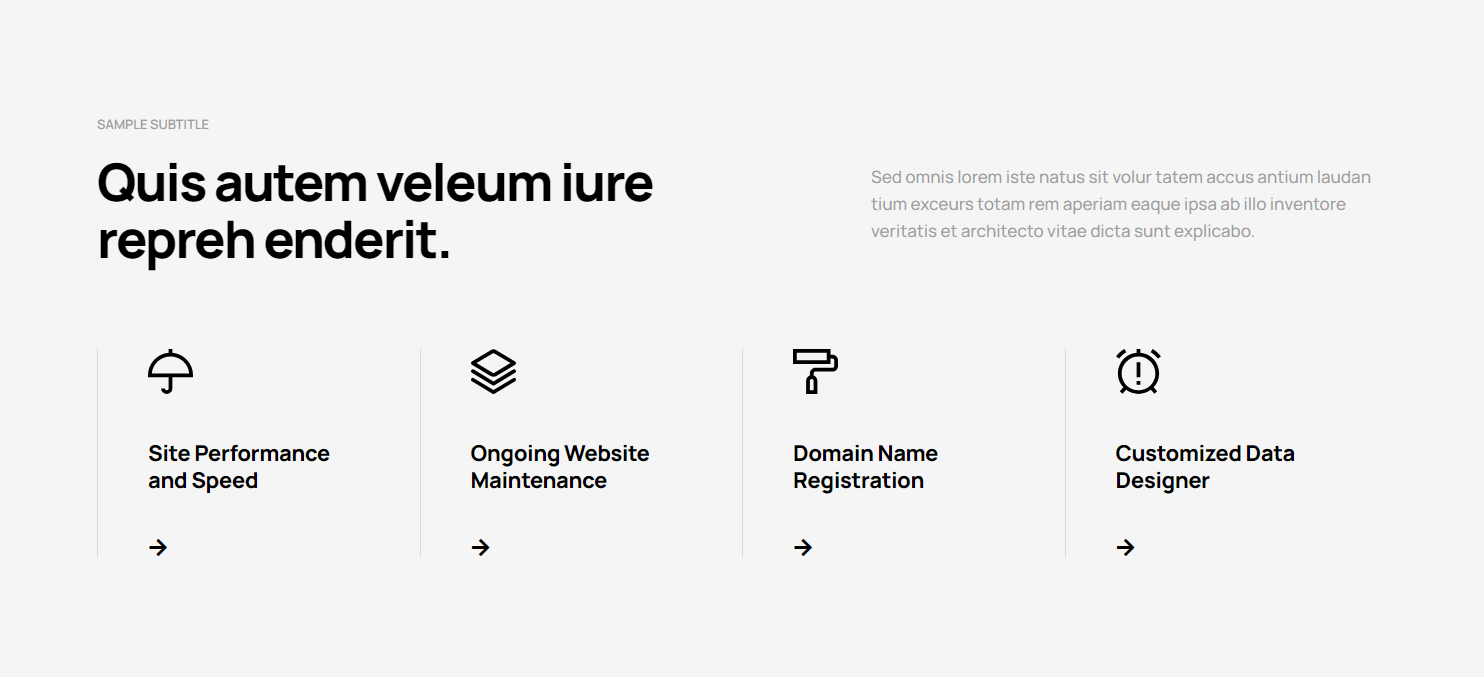 SAMPLE SUBTITLE
Quis autem veleum iure
repreh enderit.
Sed omnis lorem iste natus sit volur tatem accus antium laudan
tium exceurs totam rem aperiam eaque ipsa ab illo inventore
veritatis et architecto vitae dicta sunt explicabo.
Site Performance
and Speed
Ongoing Website
Maintenance
Domain Name
Registration
Customized Data
Designer